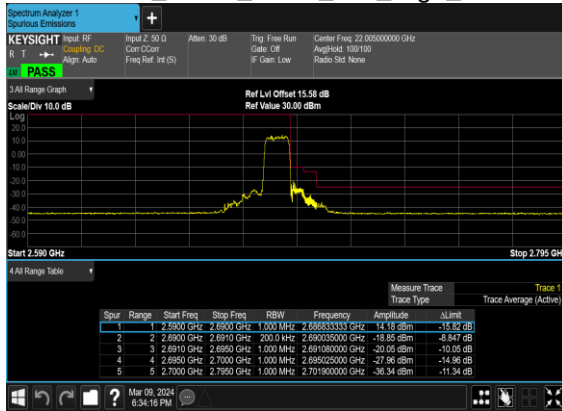 Spectrum Analyzer 1
Spurious Emissions
+
KEYSIGHT Input: RF Input Z: 50 Ω Atten: 30 dB Trig: Free Run Center Freq: 22.005000000 GHz
R T Coupling: DC Corr CCorr Gate: Off Avg|Hold: 100/100
Align: Auto Freq Ref: Int (S) IF Gain: Low Radio Std: None
LW PASS
3 All Range Graph
Ref Lvl Offset 15.58 dB
Scale/Div 10.0 dB Ref Value 30.00 dBm
Log
20.0
10.0
0.00
-10.0
-20.0
-30.0
-40.0
-50.0
-60.0
Start 2.590 GHz Stop 2.795 GH
4 All Range Table
Measure Trace Trace 1
Trace Type Trace Average (Active)
Spur Range Start Freq Stop Freq RBW Frequency Amplitude ΔLimit
1 1 2.5900 GHz 2.6900 GHz 1.000 MHz 2.686833333 GHz 14.18 dBm -15.82 dB
2 2 2.6900 GHz 2.6910 GHz 200.0 kHz 2.690035000 GHz -18.85 dBm -8.847 dB
3 3 2.6910 GHz 2.6950 GHz 1.000 MHz 2.691080000 GHz -20.05 dBm -10.05 dB
4 4 2.6950 GHz 2.7000 GHz 1.000 MHz 2.695025000 GHz -27.96 dBm -14.96 dB
5 5 2.7000 GHz 2.7950 GHz 1.000 MHz 2.701900000 GHz -36.34 dBm -11.34 dB
? Mar 09, 2024
6:34:16 PM